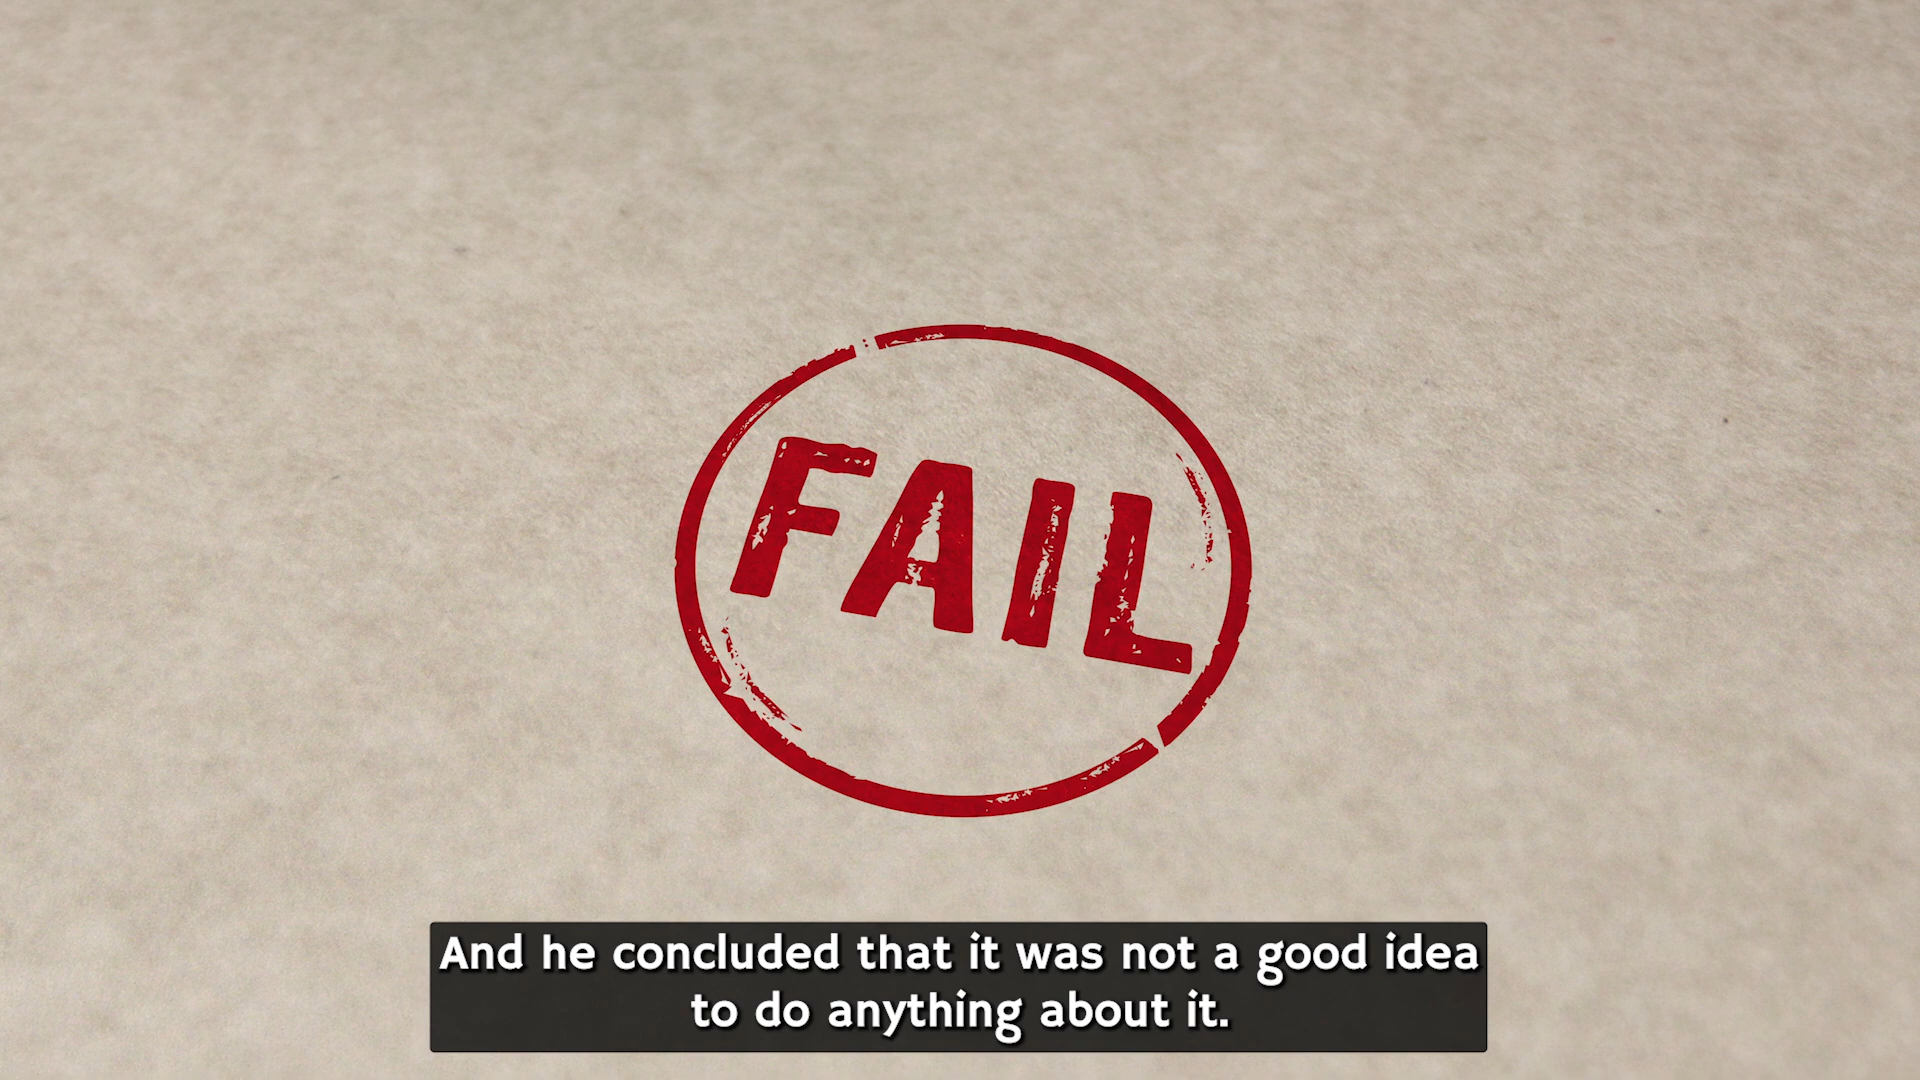 FAIL
And he concluded that it was not a good idea
to do anything about it.